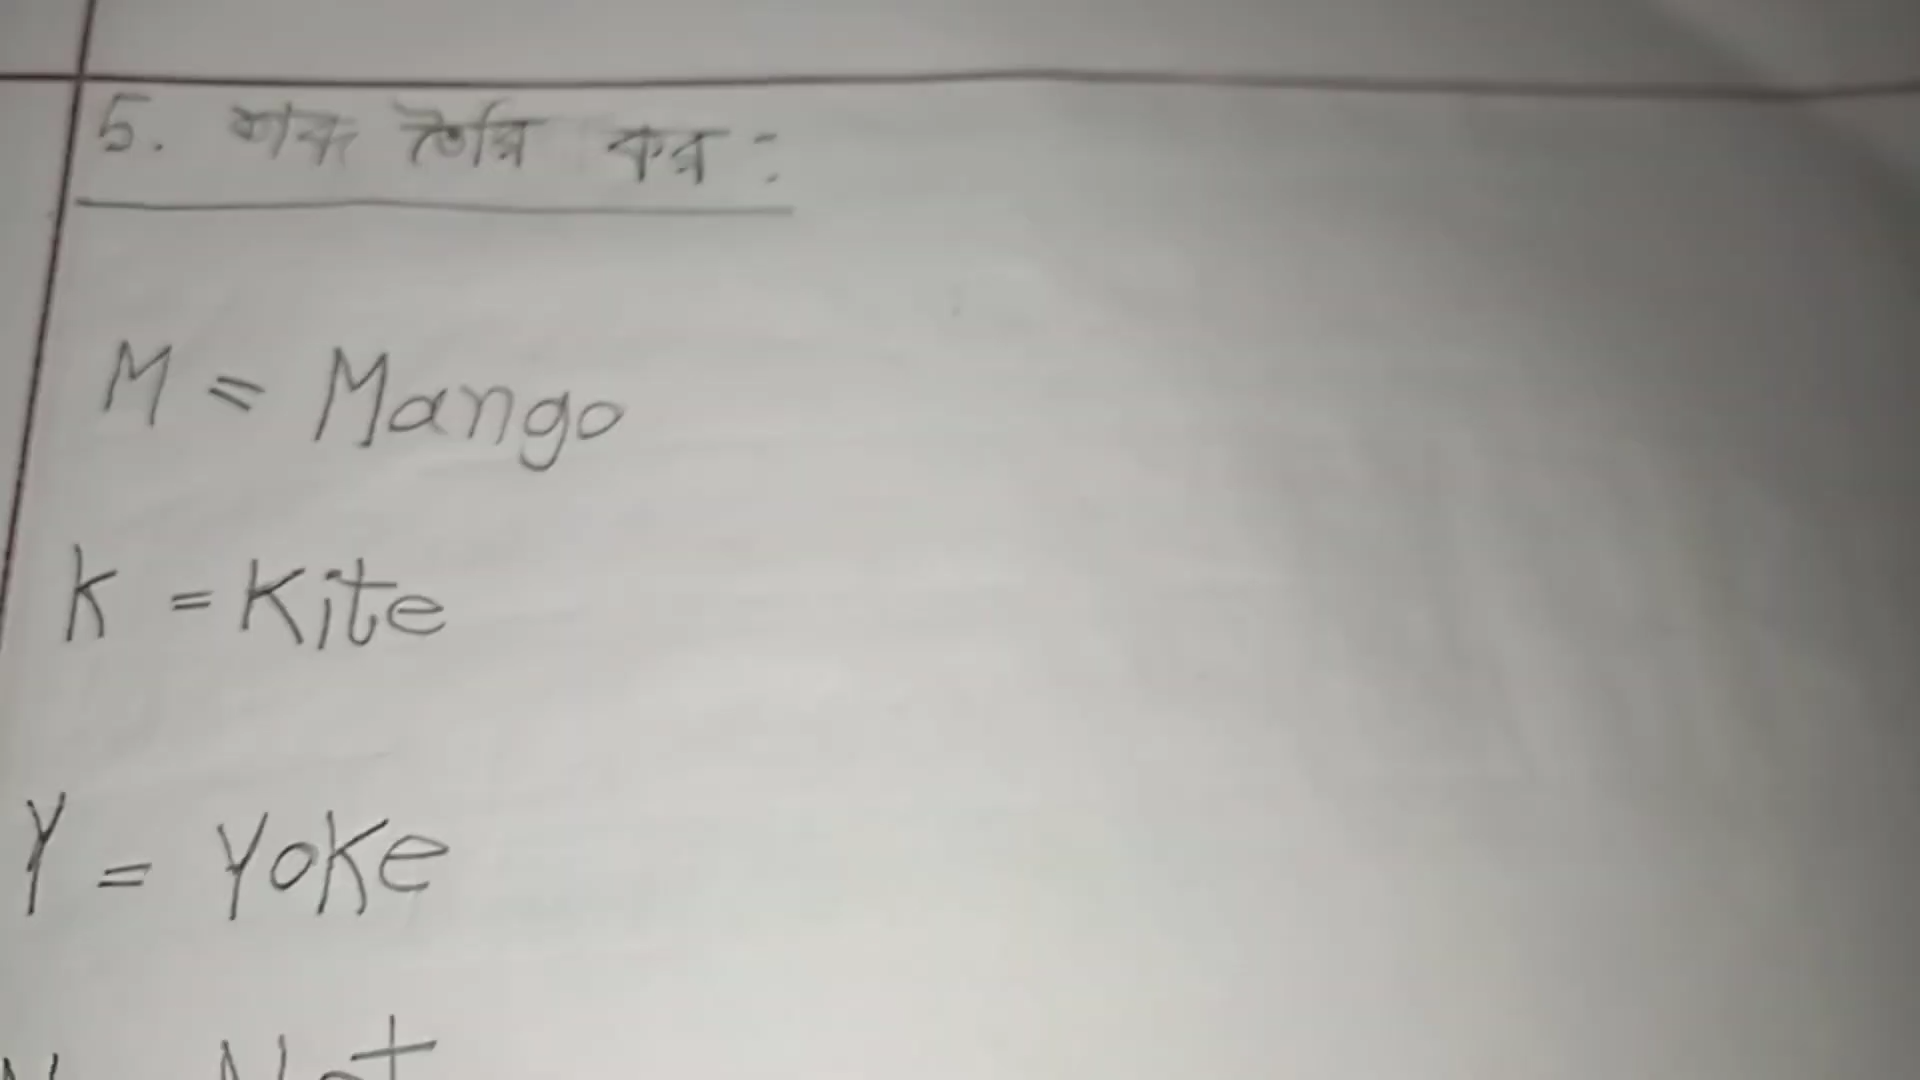 5. শব্দ তৈরি কর :
M = Mango
K = Kite
Y = Yoke